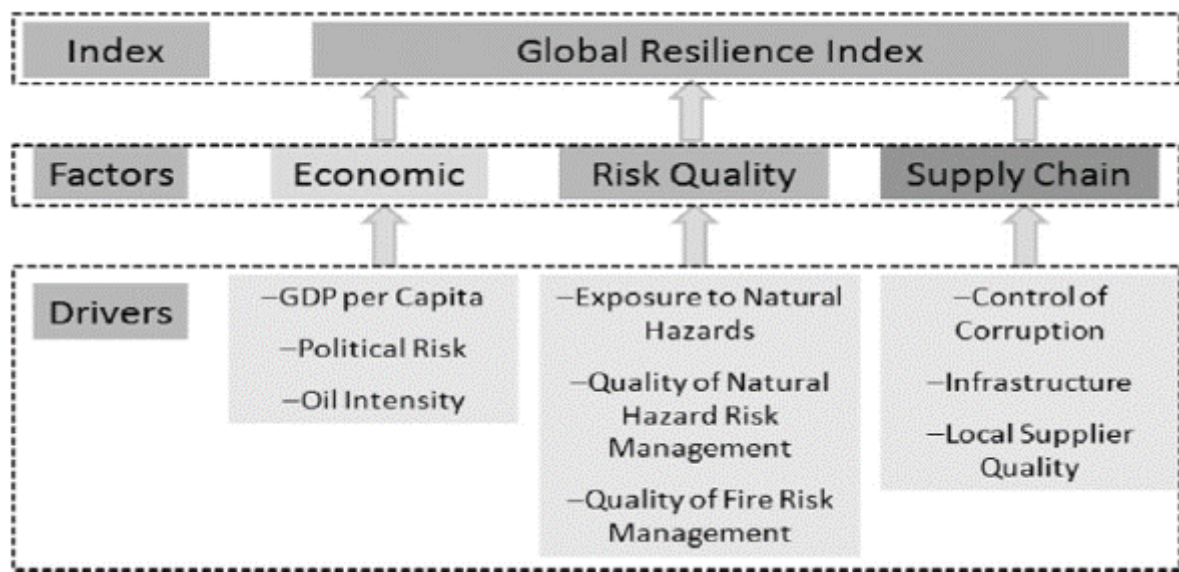 Index
Global Resilience Index
Factors
Economic
Risk Quality
Supply Chain
Drivers
–GDP per Capita
–Political Risk
–Oil Intensity
–Exposure to Natural
Hazards
–Quality of Natural
Hazard Risk
Management
–Quality of Fire Risk
Management
–Control of
Corruption
–Infrastructure
–Local Supplier
Quality